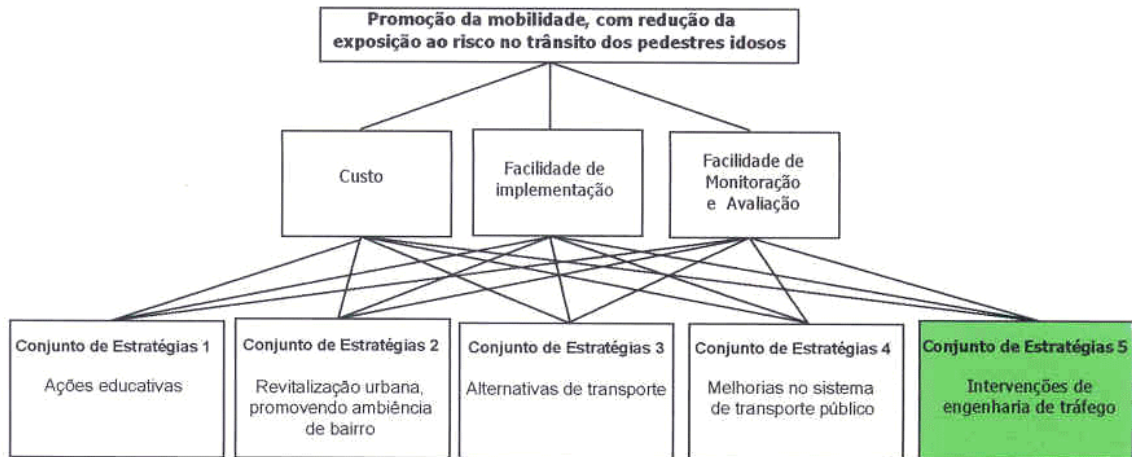 Promoção da mobilidade, com redução da
exposição ao risco no trânsito dos pedestres idosos
Custo
Facilidade de
implementação
Facilidade de
Monitoração
e Avaliação
Conjunto de Estratégias 1
Ações educativas
Conjunto de Estratégias 2
Revitalização urbana,
promovendo ambiência
de bairro
Conjunto de Estratégias 3
Alternativas de transporte
Conjunto de Estratégias 4
Melhorias no sistema
de transporte público
Conjunto de Estratégias 5
Intervenções de
engenharia de tráfego